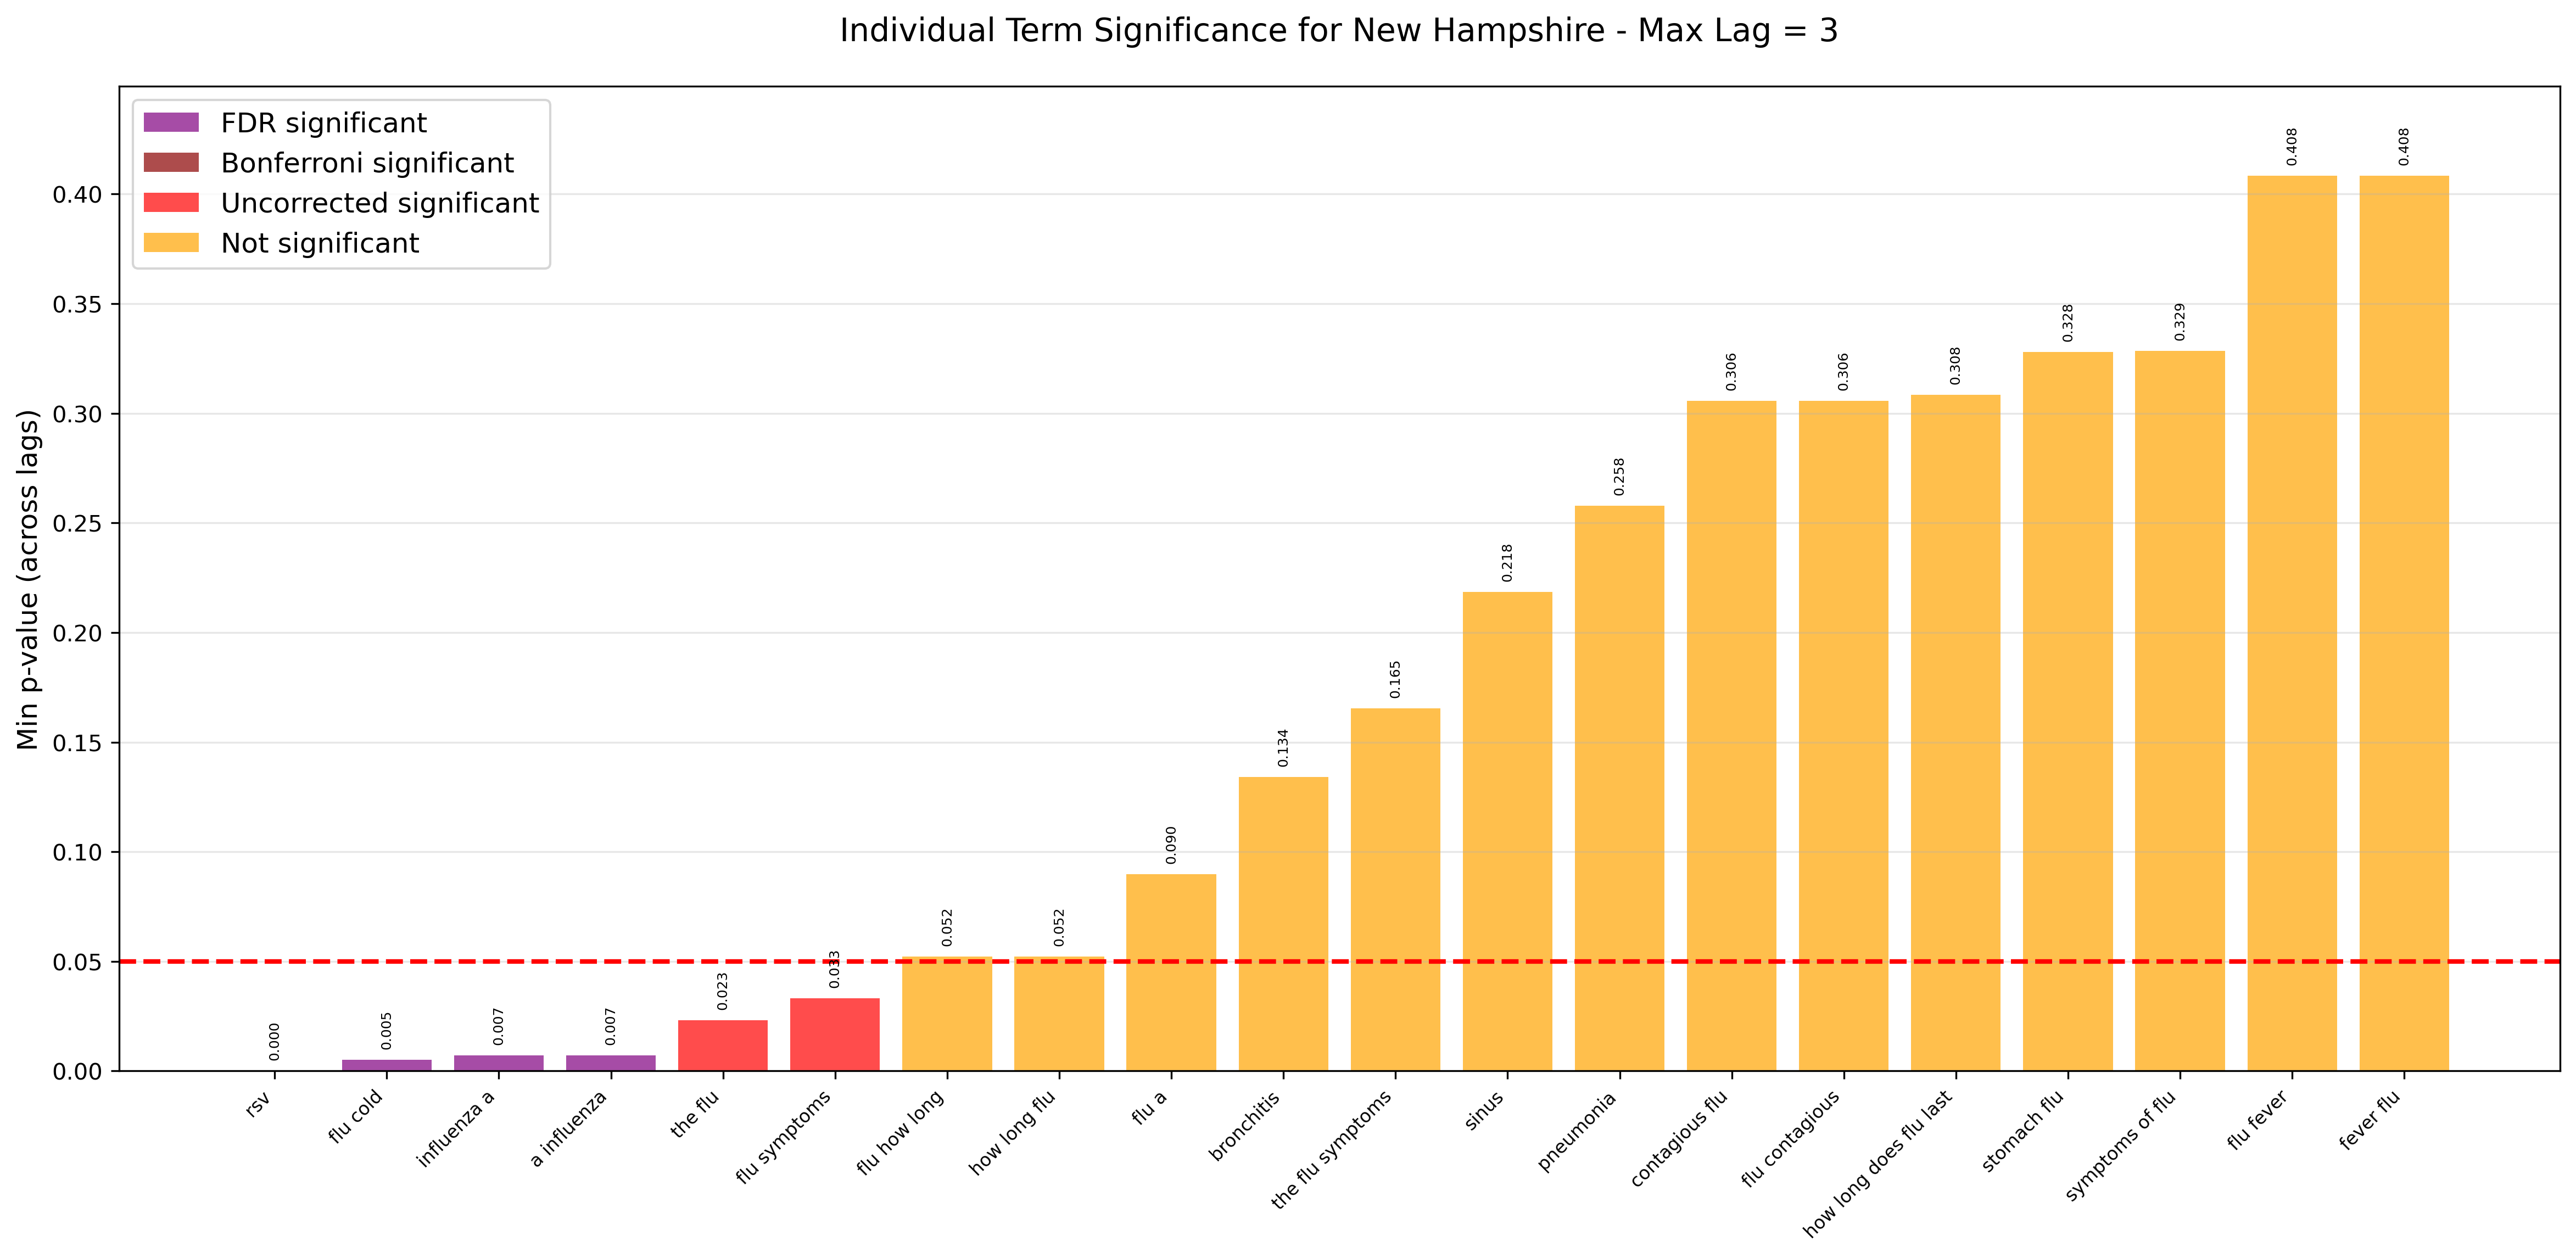 Individual Term Significance for New Hampshire - Max Lag = 3
FDR significant
Bonferroni significant
Uncorrected significant
Not significant
Min p-value (across lags)
0.40
0.35
0.30
0.25
0.20
0.15
0.10
0.05
0.00
0.000
0.005
0.007
0.007
0.023
0.033
0.052
0.052
0.090
0.134
0.165
0.218
0.258
0.306
0.306
0.308
0.328
0.329
0.408
0.408
rsv
flu cold
influenza a
a influenza
the flu
flu symptoms
flu how long
how long flu
flu a
bronchitis
the flu symptoms
sinus
pneumonia
contagious flu
flu contagious
how long does flu last
stomach flu
symptoms of flu
flu fever
fever flu